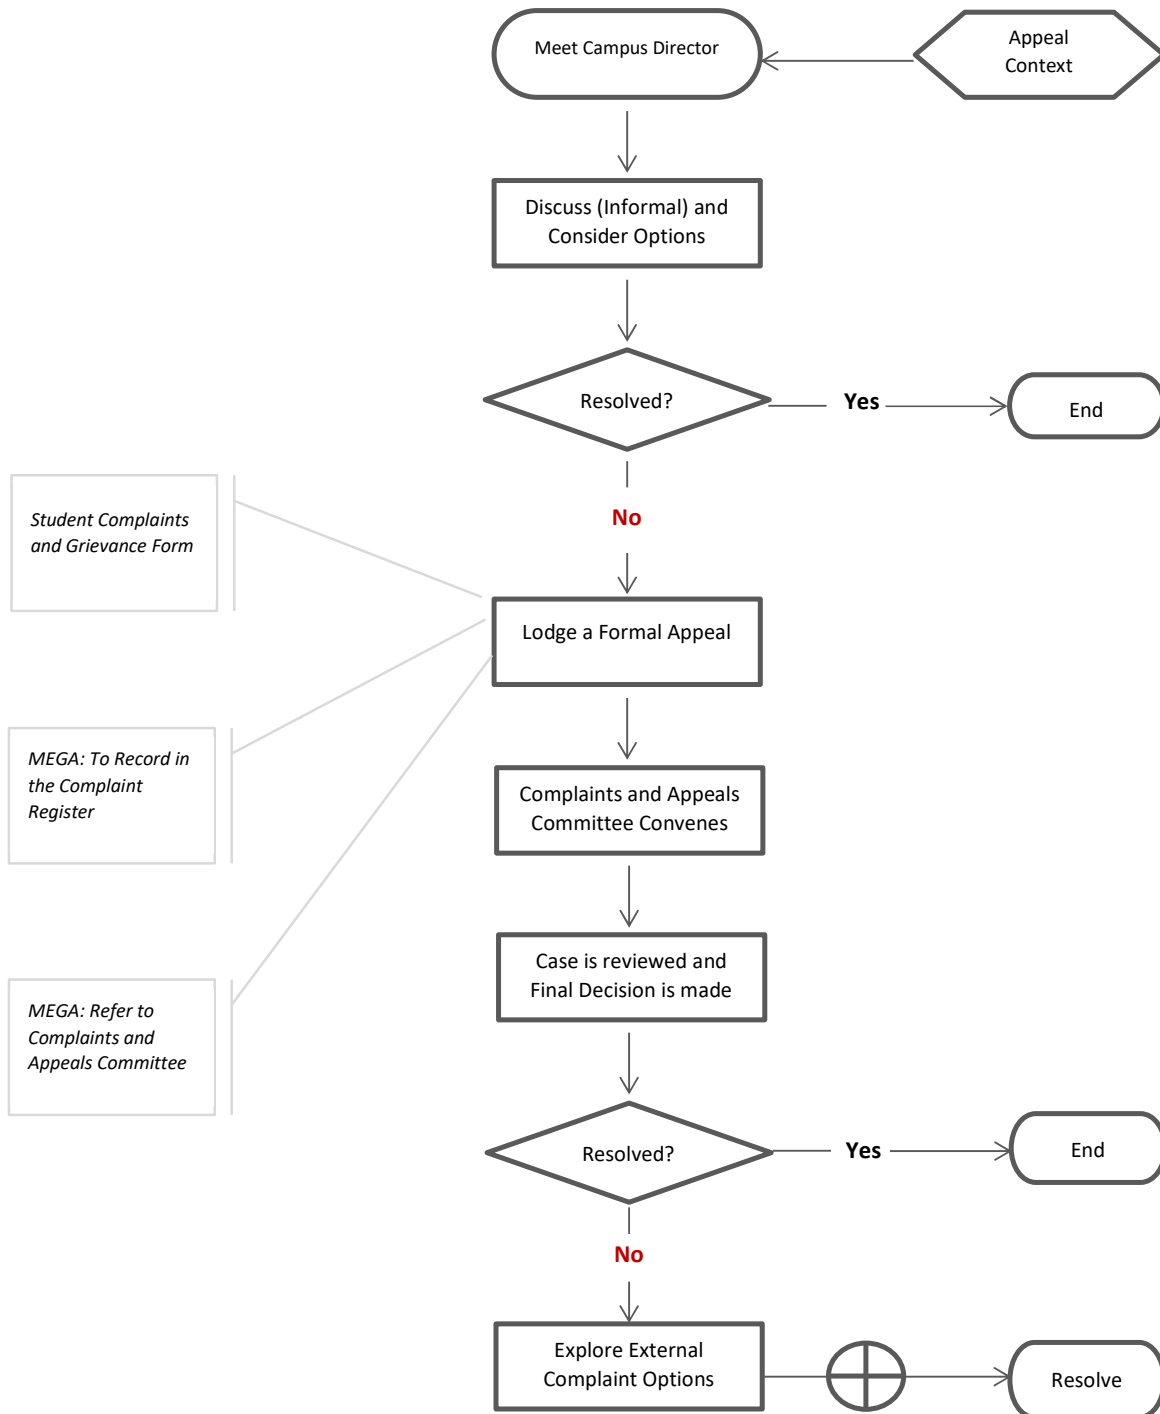 Meet Campus Director
Appeal
Context
Discuss (Informal) and
Consider Options
Resolved?
Yes
End
No
Student Complaints
and Grievance Form
Lodge a Formal Appeal
MEGA: To Record in
the Complaint
Register
Complaints and Appeals
Committee Convenes
Case is reviewed and
Final Decision is made
MEGA: Refer to
Complaints and
Appeals Committee
Resolved?
Yes
End
No
Explore External
Complaint Options
Resolve